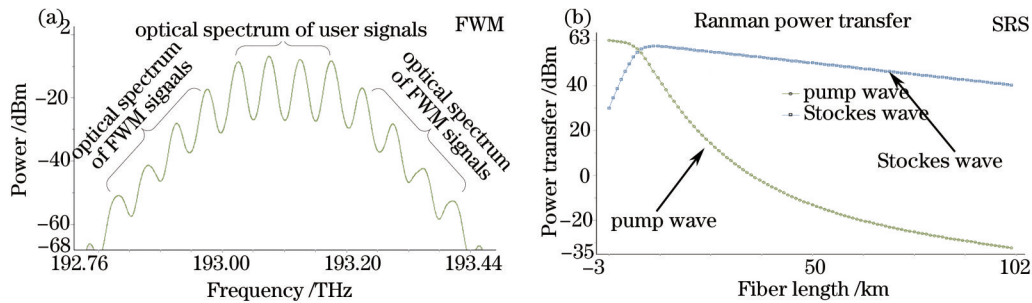 (a)
optical spectrum of user signals
FWM
optical spectrum
of FWM signals
optical spectrum
of FWM signals
Power /dBm
2
−20
−40
−60
−68
192.76
193.00
193.20
193.44
Frequency /THz
(b)
Ranman power transfer
SRS
Power transfer /dBm
63
40
20
0
−20
−35
pump wave
Stockes wave
Stockes wave
pump wave
−3
50
102
Fiber length /km